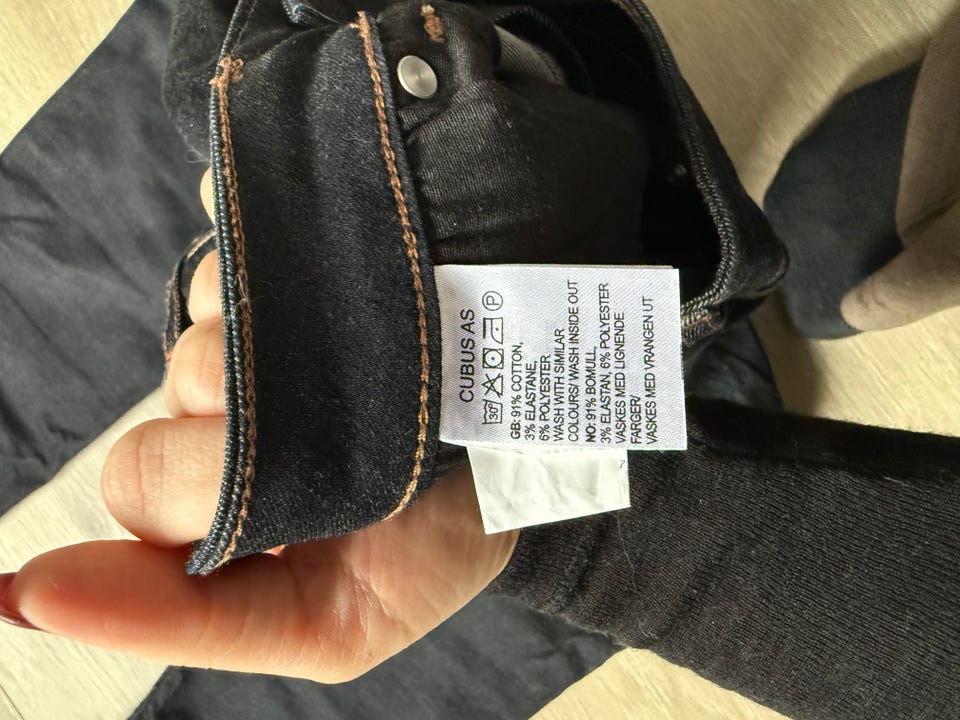 CUBUS AS
30° P
GB: 91% COTTON,
3% ELASTANE,
6% POLYESTER
WASH WITH SIMILAR
COLOURS/WASH INSIDE OUT
NO: 91% BOMULL,
3% ELASTAN, 6% POLYESTER
VASKES MED LIGNENDE
FARGER/
VASKES MED VRANGEN UT